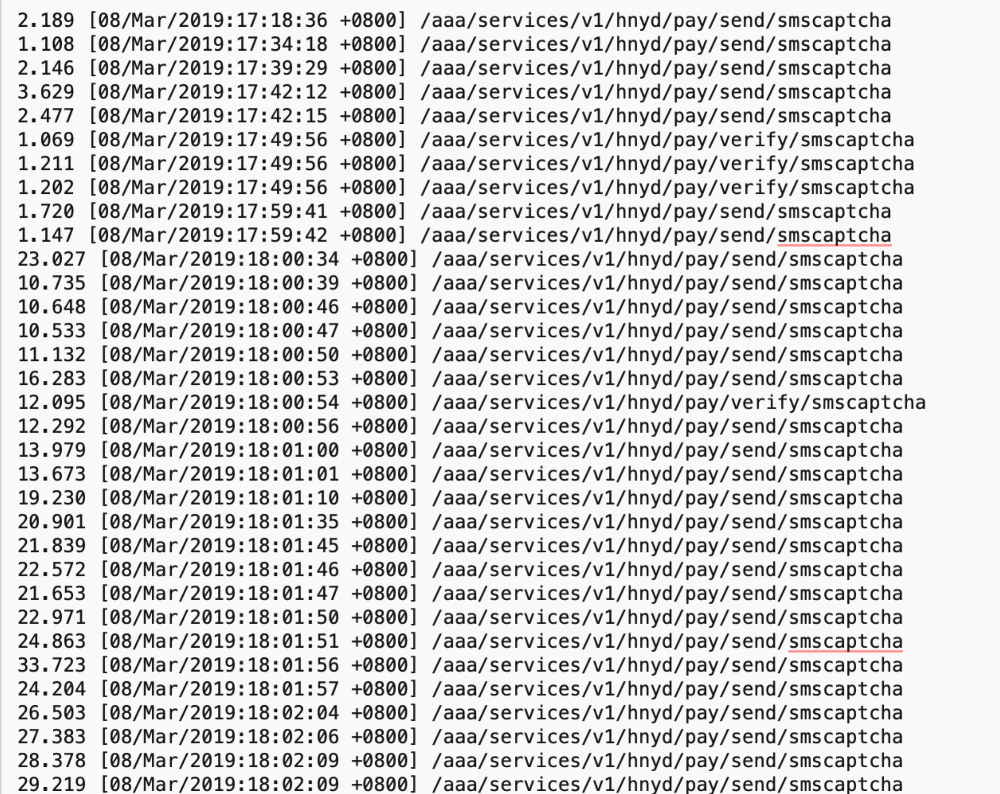 2.189 [08/Mar/2019:17:18:36 +0800] /aaa/services/v1/hnyd/pay/send/smscaptcha
1.108 [08/Mar/2019:17:34:18 +0800] /aaa/services/v1/hnyd/pay/send/smscaptcha
2.146 [08/Mar/2019:17:39:29 +0800] /aaa/services/v1/hnyd/pay/send/smscaptcha
3.629 [08/Mar/2019:17:42:12 +0800] /aaa/services/v1/hnyd/pay/send/smscaptcha
2.477 [08/Mar/2019:17:42:15 +0800] /aaa/services/v1/hnyd/pay/send/smscaptcha
1.069 [08/Mar/2019:17:49:56 +0800] /aaa/services/v1/hnyd/pay/verify/smscaptcha
1.211 [08/Mar/2019:17:49:56 +0800] /aaa/services/v1/hnyd/pay/verify/smscaptcha
1.202 [08/Mar/2019:17:49:56 +0800] /aaa/services/v1/hnyd/pay/verify/smscaptcha
1.720 [08/Mar/2019:17:59:41 +0800] /aaa/services/v1/hnyd/pay/send/smscaptcha
1.147 [08/Mar/2019:17:59:42 +0800] /aaa/services/v1/hnyd/pay/send/smscaptcha
23.027 [08/Mar/2019:18:00:34 +0800] /aaa/services/v1/hnyd/pay/send/smscaptcha
10.735 [08/Mar/2019:18:00:39 +0800] /aaa/services/v1/hnyd/pay/send/smscaptcha
10.648 [08/Mar/2019:18:00:46 +0800] /aaa/services/v1/hnyd/pay/send/smscaptcha
10.533 [08/Mar/2019:18:00:47 +0800] /aaa/services/v1/hnyd/pay/send/smscaptcha
11.132 [08/Mar/2019:18:00:50 +0800] /aaa/services/v1/hnyd/pay/send/smscaptcha
16.283 [08/Mar/2019:18:00:53 +0800] /aaa/services/v1/hnyd/pay/send/smscaptcha
12.095 [08/Mar/2019:18:00:54 +0800] /aaa/services/v1/hnyd/pay/verify/smscaptcha
12.292 [08/Mar/2019:18:00:56 +0800] /aaa/services/v1/hnyd/pay/send/smscaptcha
13.979 [08/Mar/2019:18:01:00 +0800] /aaa/services/v1/hnyd/pay/send/smscaptcha
13.673 [08/Mar/2019:18:01:01 +0800] /aaa/services/v1/hnyd/pay/send/smscaptcha
19.230 [08/Mar/2019:18:01:10 +0800] /aaa/services/v1/hnyd/pay/send/smscaptcha
20.901 [08/Mar/2019:18:01:35 +0800] /aaa/services/v1/hnyd/pay/send/smscaptcha
21.839 [08/Mar/2019:18:01:45 +0800] /aaa/services/v1/hnyd/pay/send/smscaptcha
22.572 [08/Mar/2019:18:01:46 +0800] /aaa/services/v1/hnyd/pay/send/smscaptcha
21.653 [08/Mar/2019:18:01:47 +0800] /aaa/services/v1/hnyd/pay/send/smscaptcha
22.971 [08/Mar/2019:18:01:50 +0800] /aaa/services/v1/hnyd/pay/send/smscaptcha
24.863 [08/Mar/2019:18:01:51 +0800] /aaa/services/v1/hnyd/pay/send/smscaptcha
33.723 [08/Mar/2019:18:01:56 +0800] /aaa/services/v1/hnyd/pay/send/smscaptcha
24.204 [08/Mar/2019:18:01:57 +0800] /aaa/services/v1/hnyd/pay/send/smscaptcha
26.503 [08/Mar/2019:18:02:04 +0800] /aaa/services/v1/hnyd/pay/send/smscaptcha
27.383 [08/Mar/2019:18:02:06 +0800] /aaa/services/v1/hnyd/pay/send/smscaptcha
28.378 [08/Mar/2019:18:02:09 +0800] /aaa/services/v1/hnyd/pay/send/smscaptcha
29.219 [08/Mar/2019:18:02:09 +0800] /aaa/services/v1/hnyd/pay/send/smscaptcha